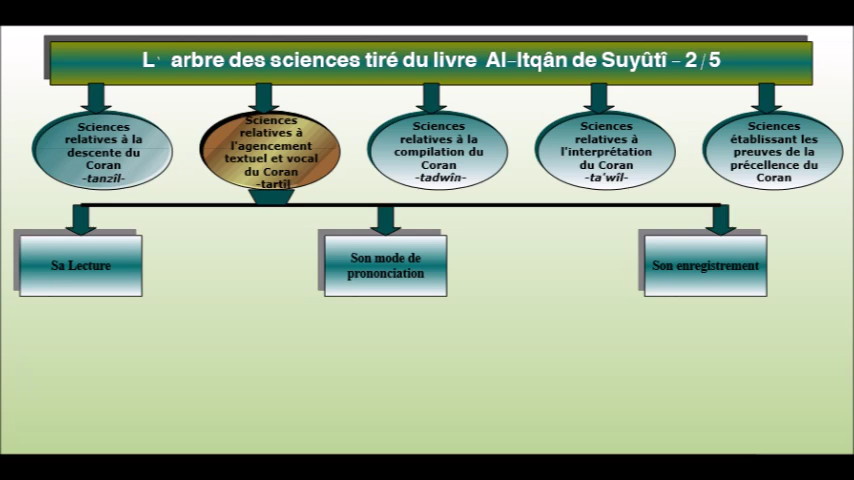 L' arbre des sciences tiré du livre Al-Itqân de Suyûtî - 2/5
Sciences
relatives à la
descente du
Coran
-tanzîl-
Sciences
relatives à
l'agencement
textuel et vocal
du Coran
-tartîl
Sciences
relatives à la
compilation du
Coran
-tadwîn-
Sciences
relatives à
l'interprétation
du Coran
-ta'wîl-
Sciences
établissant les
preuves de la
précellence du
Coran
Sa Lecture
Son mode de
prononciation
Son enregistrement